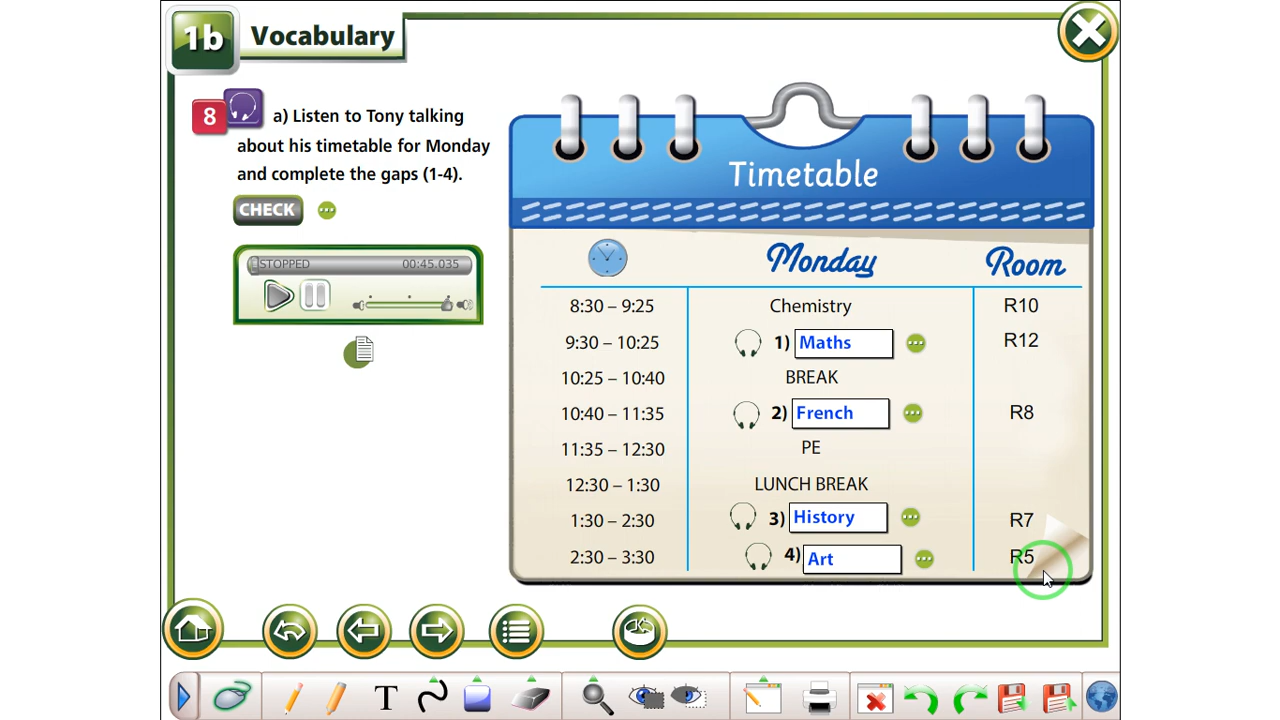 1b Vocabulary
8 a) Listen to Tony talking
about his timetable for Monday
and complete the gaps (1-4).
CHECK
STOPPED 00:45.035
Timetable
Monday Room
8:30 – 9:25 Chemistry R10
9:30 – 10:25 1) Maths R12
10:25 – 10:40 BREAK
10:40 – 11:35 2) French R8
11:35 – 12:30 PE
12:30 – 1:30 LUNCH BREAK
1:30 – 2:30 3) History R7
2:30 – 3:30 4) Art R5
T